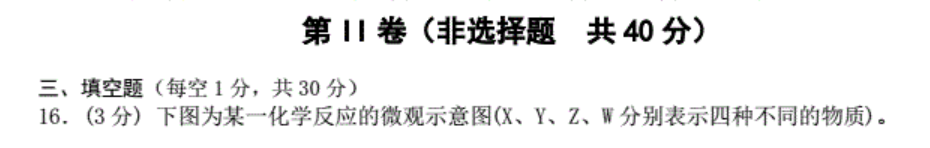 第 II 卷（非选择题　共 40 分）
三、填空题（每空 1 分，共 30 分）
16．(3 分）下图为某一化学反应的微观示意图(X、Y、Z、W 分别表示四种不同的物质)。